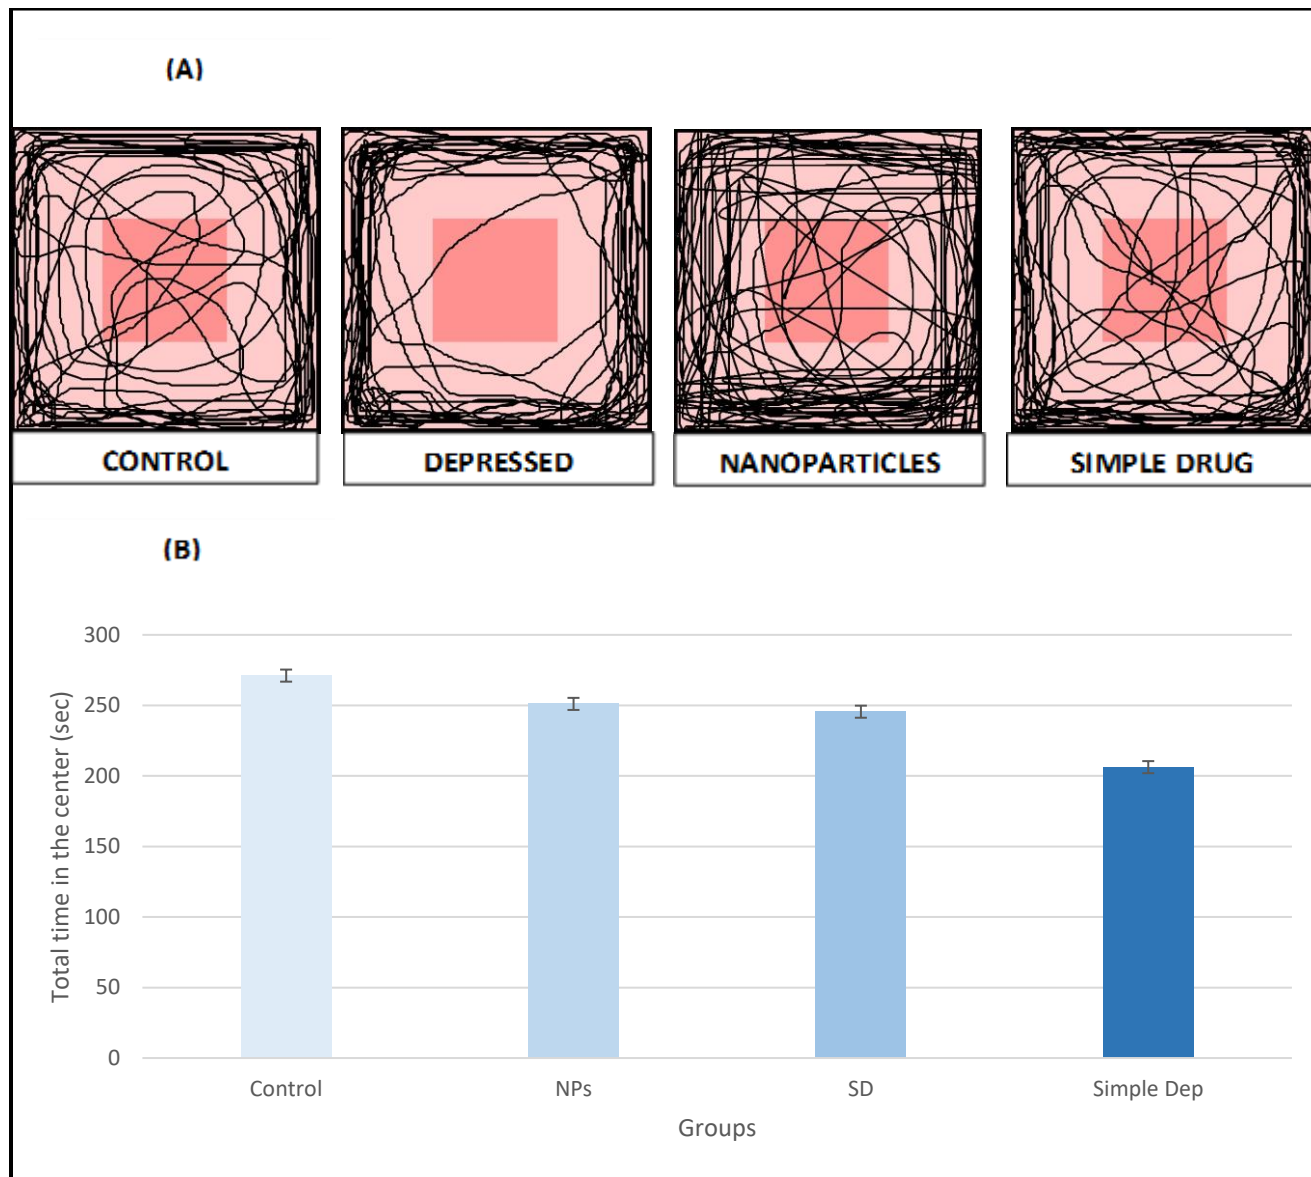 (A)
CONTROL
DEPRESSED
NANOPARTICLES
SIMPLE DRUG
(B)
Total time in the center (sec)
300
250
200
150
100
50
0
Control
NPs
SD
Simple Dep
Groups